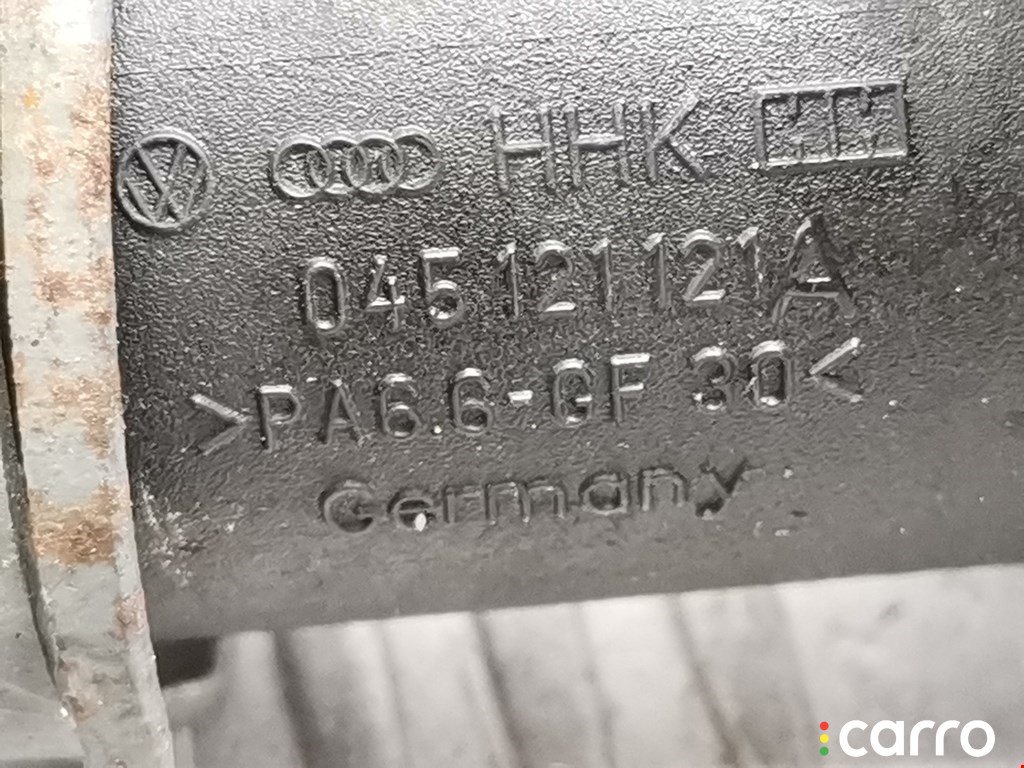 HHK
045 121 121 A
>PA6.6-GF 30<
Germany
carro